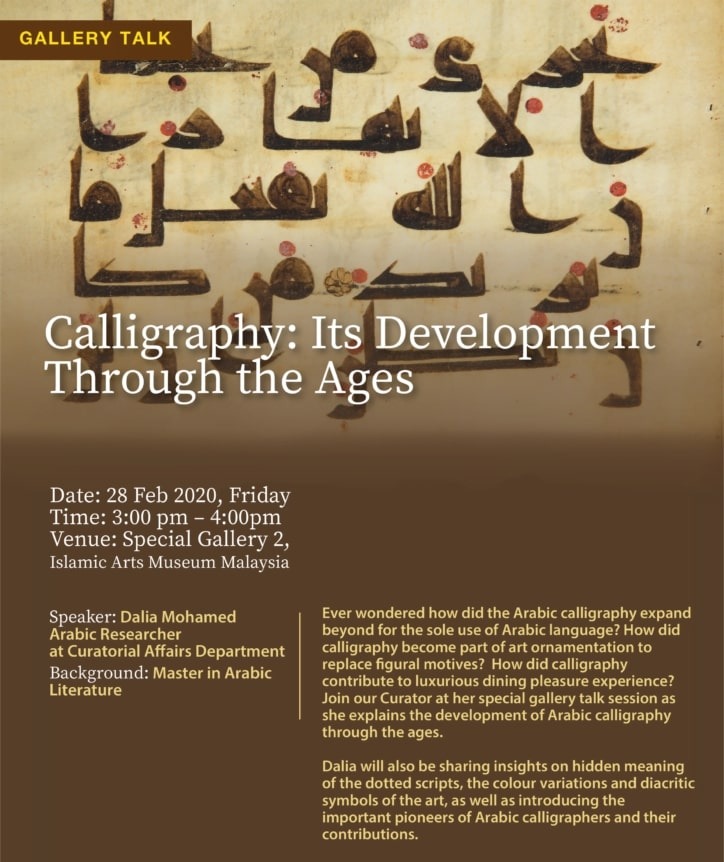 GALLERY TALK
Calligraphy: Its Development
Through the Ages
Date: 28 Feb 2020, Friday
Time: 3:00 pm – 4:00pm
Venue: Special Gallery 2,
Islamic Arts Museum Malaysia
Speaker: Dalia Mohamed
Arabic Researcher
at Curatorial Affairs Department
Background: Master in Arabic
Literature
Ever wondered how did the Arabic calligraphy expand
beyond for the sole use of Arabic language? How did
calligraphy become part of art ornamentation to
replace figural motives?  How did calligraphy
contribute to luxurious dining pleasure experience?
Join our Curator at her special gallery talk session as
she explains the development of Arabic calligraphy
through the ages.
Dalia will also be sharing insights on hidden meaning
of the dotted scripts, the colour variations and diacritic
symbols of the art, as well as introducing the
important pioneers of Arabic calligraphers and their
contributions.